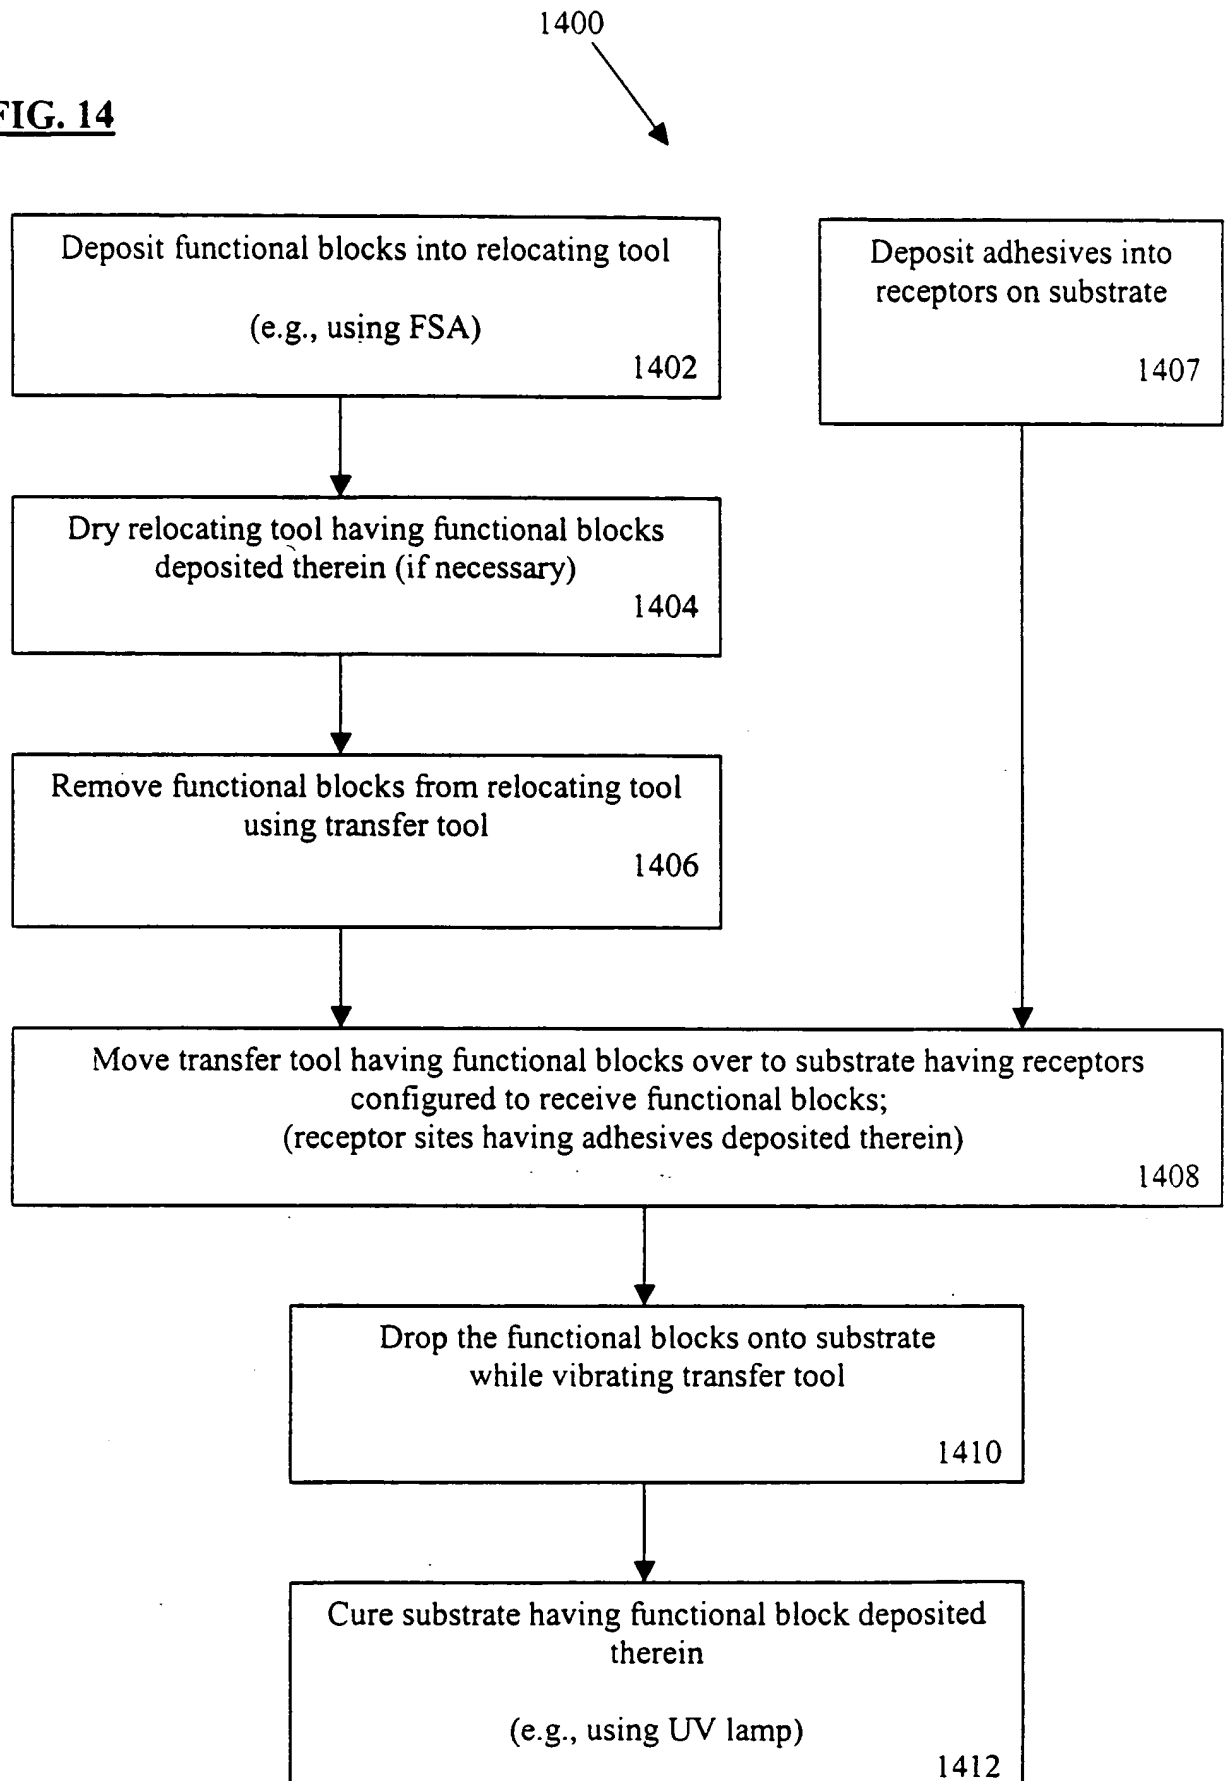 1400
FIG. 14
Deposit functional blocks into relocating tool
(e.g., using FSA)
1402
Deposit adhesives into
receptors on substrate
1407
Dry relocating tool having functional blocks
deposited therein (if necessary)
1404
Remove functional blocks from relocating tool
using transfer tool
1406
Move transfer tool having functional blocks over to substrate having receptors
configured to receive functional blocks;
(receptor sites having adhesives deposited therein)
1408
Drop the functional blocks onto substrate
while vibrating transfer tool
1410
Cure substrate having functional block deposited
therein
(e.g., using UV lamp)
1412